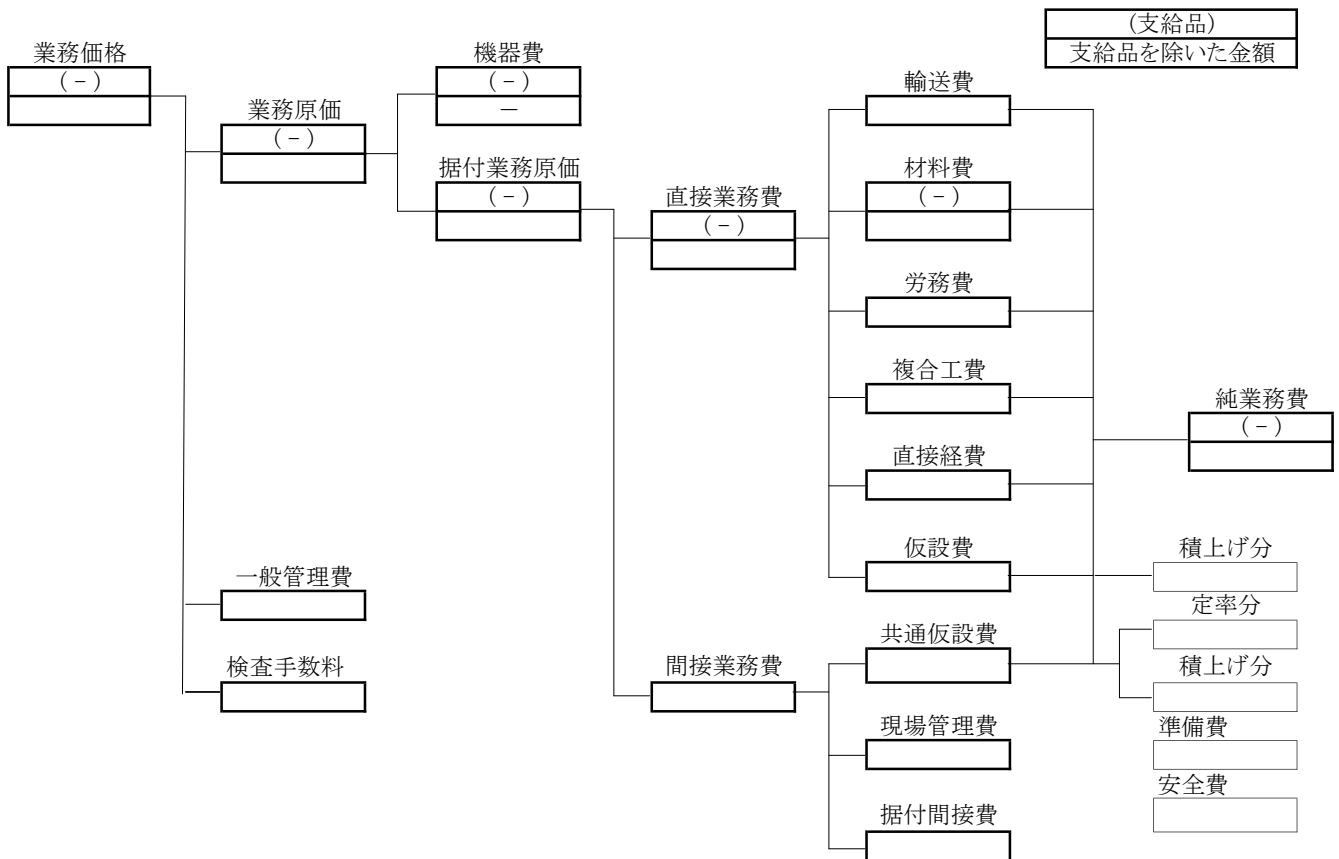 (支給品)
支給品を除いた金額
業務価格
(-)
業務原価
(-)
機器費
(-)
―
据付業務原価
(-)
直接業務費
(-)
輸送費
材料費
(-)
労務費
複合工費
直接経費
仮設費
純業務費
(-)
積上げ分
定率分
積上げ分
準備費
安全費
一般管理費
検査手数料
間接業務費
共通仮設費
現場管理費
据付間接費